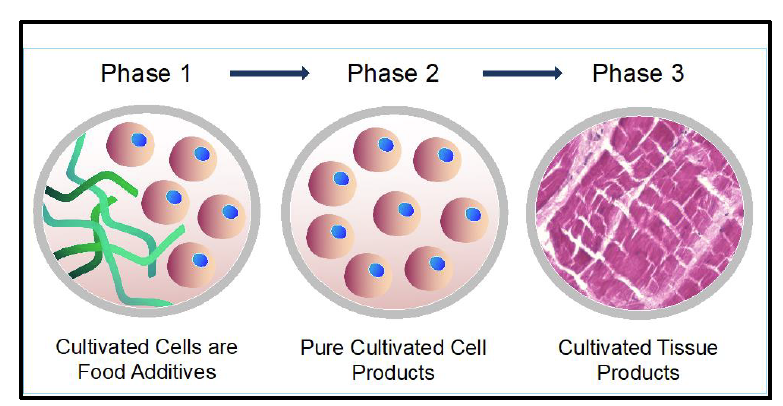 Phase 1
Phase 2
Phase 3
Cultivated Cells are
Food Additives
Pure Cultivated Cell
Products
Cultivated Tissue
Products